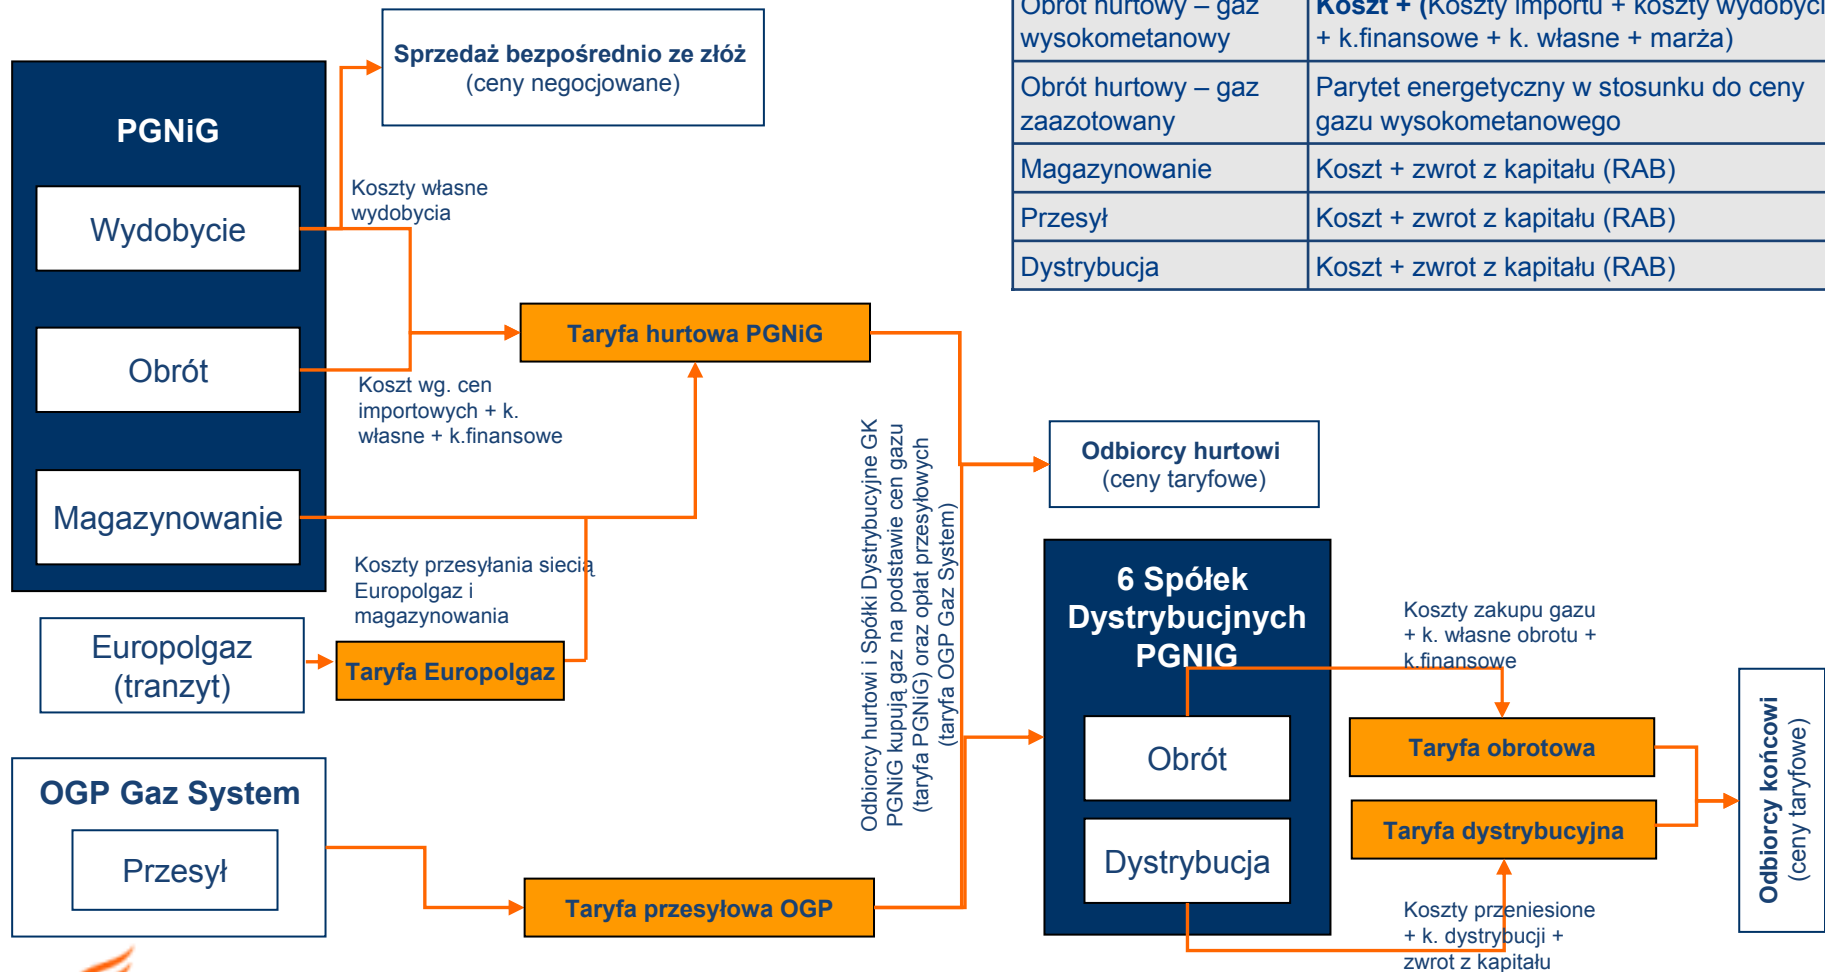 Sprzedaż bezpośrednio ze złóż
(ceny negocjowane)
PGNiG
Wydobycie
Obrót
Magazynowanie
Koszty własne
wydobycia
Koszt wg. cen
importowych + k.
własne + k.finansowe
Koszty przesyłania siecią
Europolgaz i
magazynowania
Europolgaz
(tranzyt)
Taryfa Europolgaz
OGP Gaz System
Przesył
Taryfa hurtowa PGNiG
Taryfa przesyłowa OGP
Odbiorcy hurtowi i Spółki Dystrybucyjne GK
PGNiG kupują gaz na podstawie cen gazu
(taryfa PGNiG) oraz opłat przesyłowych
(taryfa OGP Gaz System)
Obrót hurtowy – gaz
wysokometanowy
Koszt + (Koszty importu + koszty wydobyci
+ k.finansowe + k. własne + marża)
Obrót hurtowy – gaz
zaazotowany
Parytet energetyczny w stosunku do ceny
gazu wysokometanowego
Magazynowanie
Koszt + zwrot z kapitału (RAB)
Przesył
Koszt + zwrot z kapitału (RAB)
Dystrybucja
Koszt + zwrot z kapitału (RAB)
Odbiorcy hurtowi
(ceny taryfowe)
6 Spółek
Dystrybucjnych
PGNIG
Obrót
Dystrybucja
Koszty zakupu gazu
+ k. własne obrotu +
k.finansowe
Taryfa obrotowa
Taryfa dystrybucyjna
Koszty przeniesione
+ k. dystrybucji +
zwrot z kapitału
Odbiorcy końcowi
(ceny taryfowe)